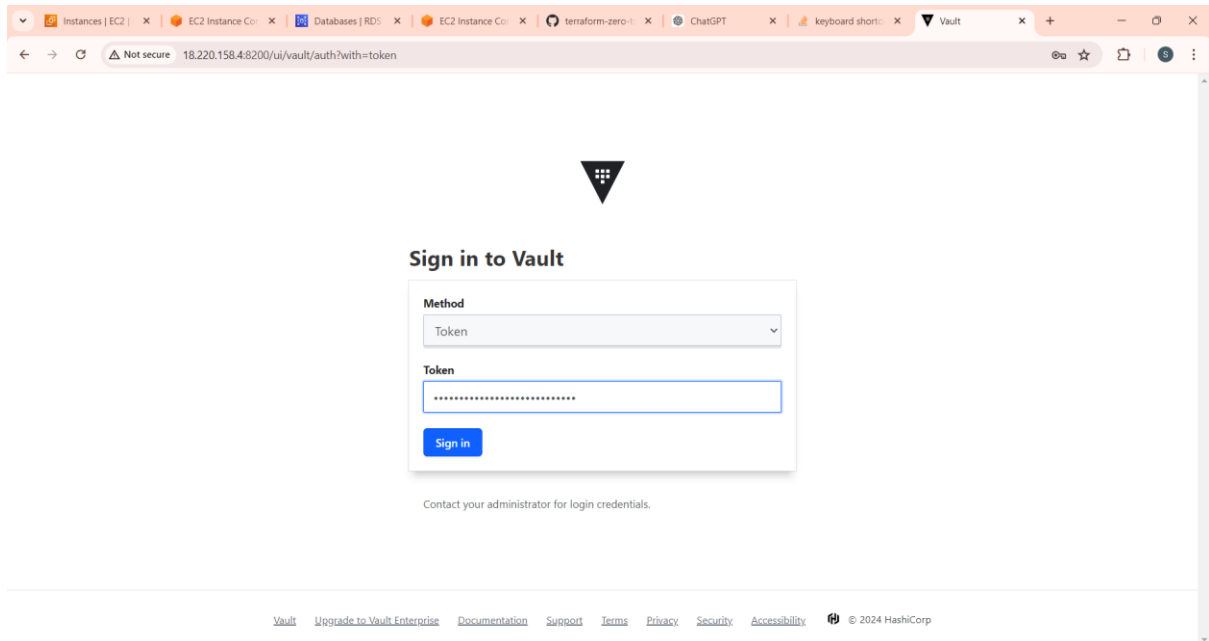 Instances | EC2 |
EC2 Instance Co
Databases | RDS
EC2 Instance Co
terraform-zero-t
ChatGPT
keyboard shortc
Vault
Not secure 18.220.158.4:8200/ui/vault/auth?with=token
S
Sign in to Vault
Method
Token
Token
Sign in
Contact your administrator for login credentials.
Vault Upgrade to Vault Enterprise Documentation Support Terms Privacy Security Accessibility © 2024 HashiCorp